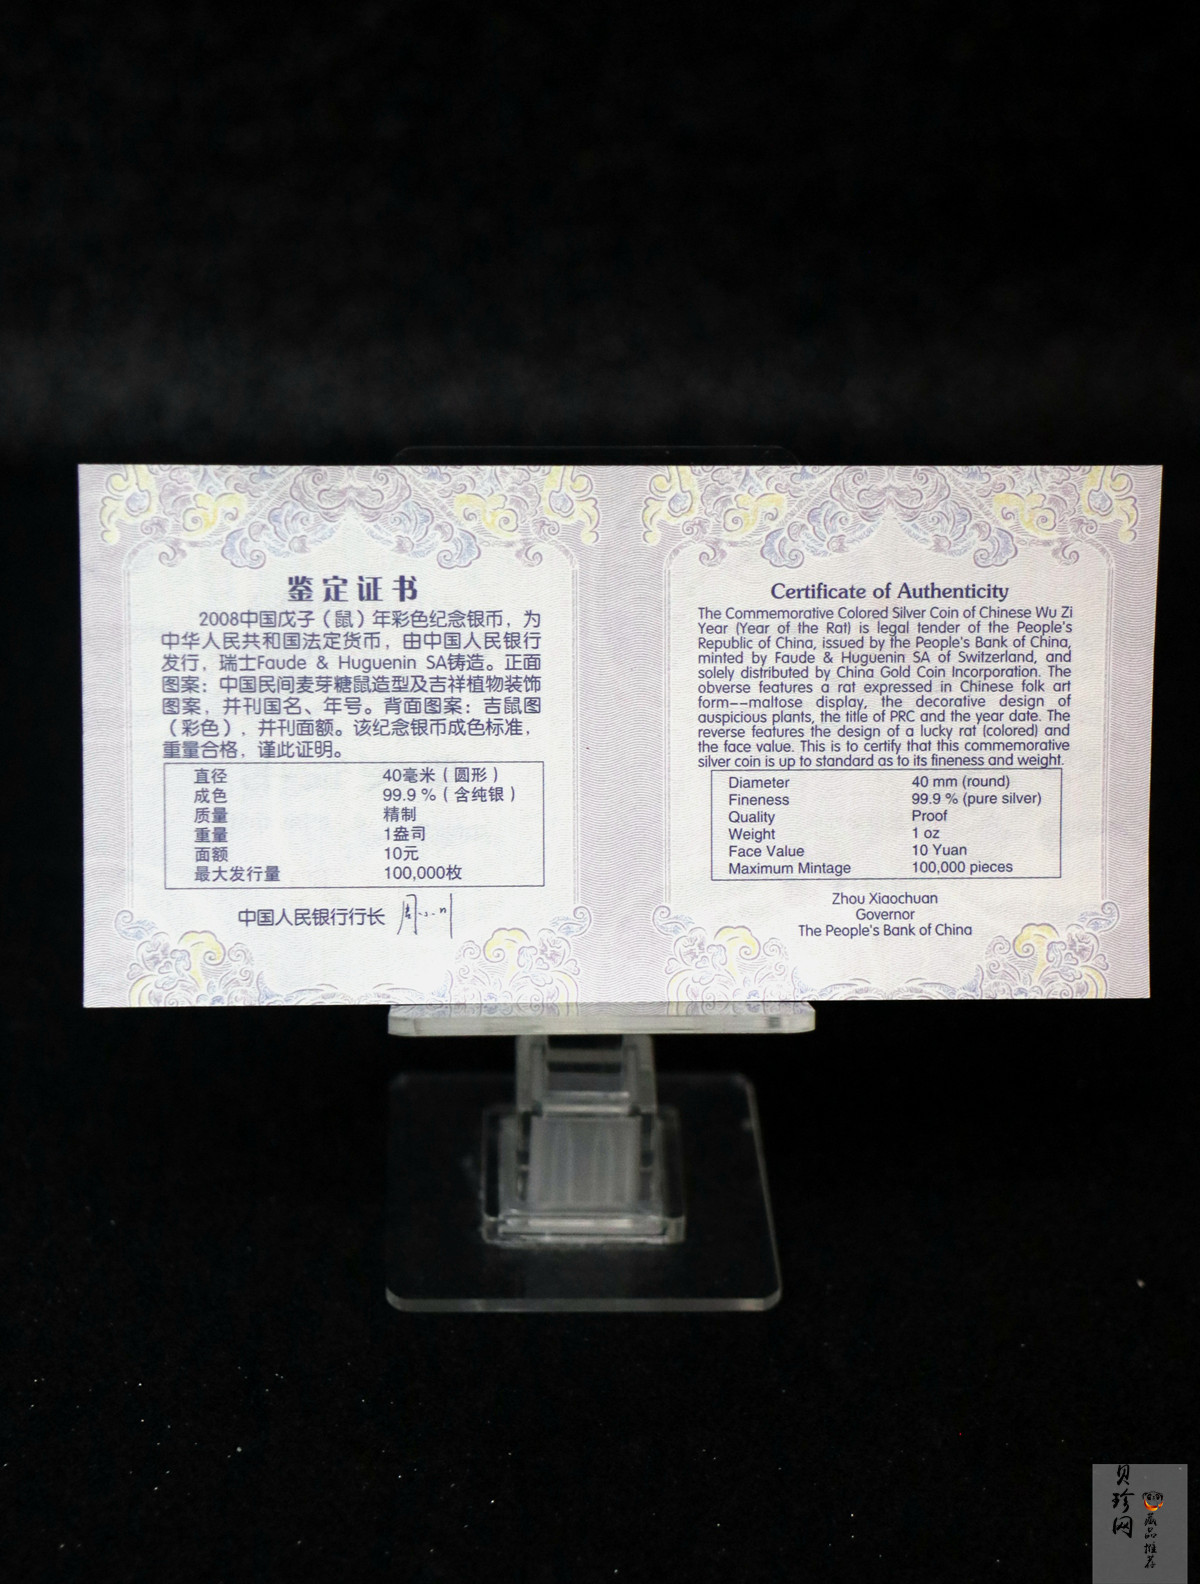 鉴定证书
2008中国戊子（鼠）年彩色纪念银币，为
中华人民共和国法定货币，由中国人民银行
发行，瑞士Faude & Huguenin SA铸造。正面
图案：中国民间麦芽糖鼠造型及吉祥植物装饰
图案，并刊国名、年号。背面图案：吉鼠图
（彩色），并刊面额。该纪念银币成色标准，
重量合格，谨此证明。
直径 40毫米（圆形）
成色 99.9 %（含纯银）
质量 精制
重量 1盎司
面额 10元
最大发行量 100,000枚
中国人民银行行长
Certificate of Authenticity
The Commemorative Colored Silver Coin of Chinese Wu Zi
Year (Year of the Rat) is legal tender of the People's
Republic of China, issued by the People's Bank of China,
minted by Faude & Huguenin SA of Switzerland, and
solely distributed by China Gold Coin Incorporation. The
obverse features a rat expressed in Chinese folk art
form--maltose display, the decorative design of
auspicious plants, the title of PRC and the year date. The
reverse features the design of a lucky rat (colored) and
the face value. This is to certify that this commemorative
silver coin is up to standard as to its fineness and weight.
Diameter 40 mm (round)
Fineness 99.9 % (pure silver)
Quality Proof
Weight 1 oz
Face Value 10 Yuan
Maximum Mintage 100,000 pieces
Zhou Xiaochuan
Governor
The People's Bank of China
贝珍网
藏品推荐